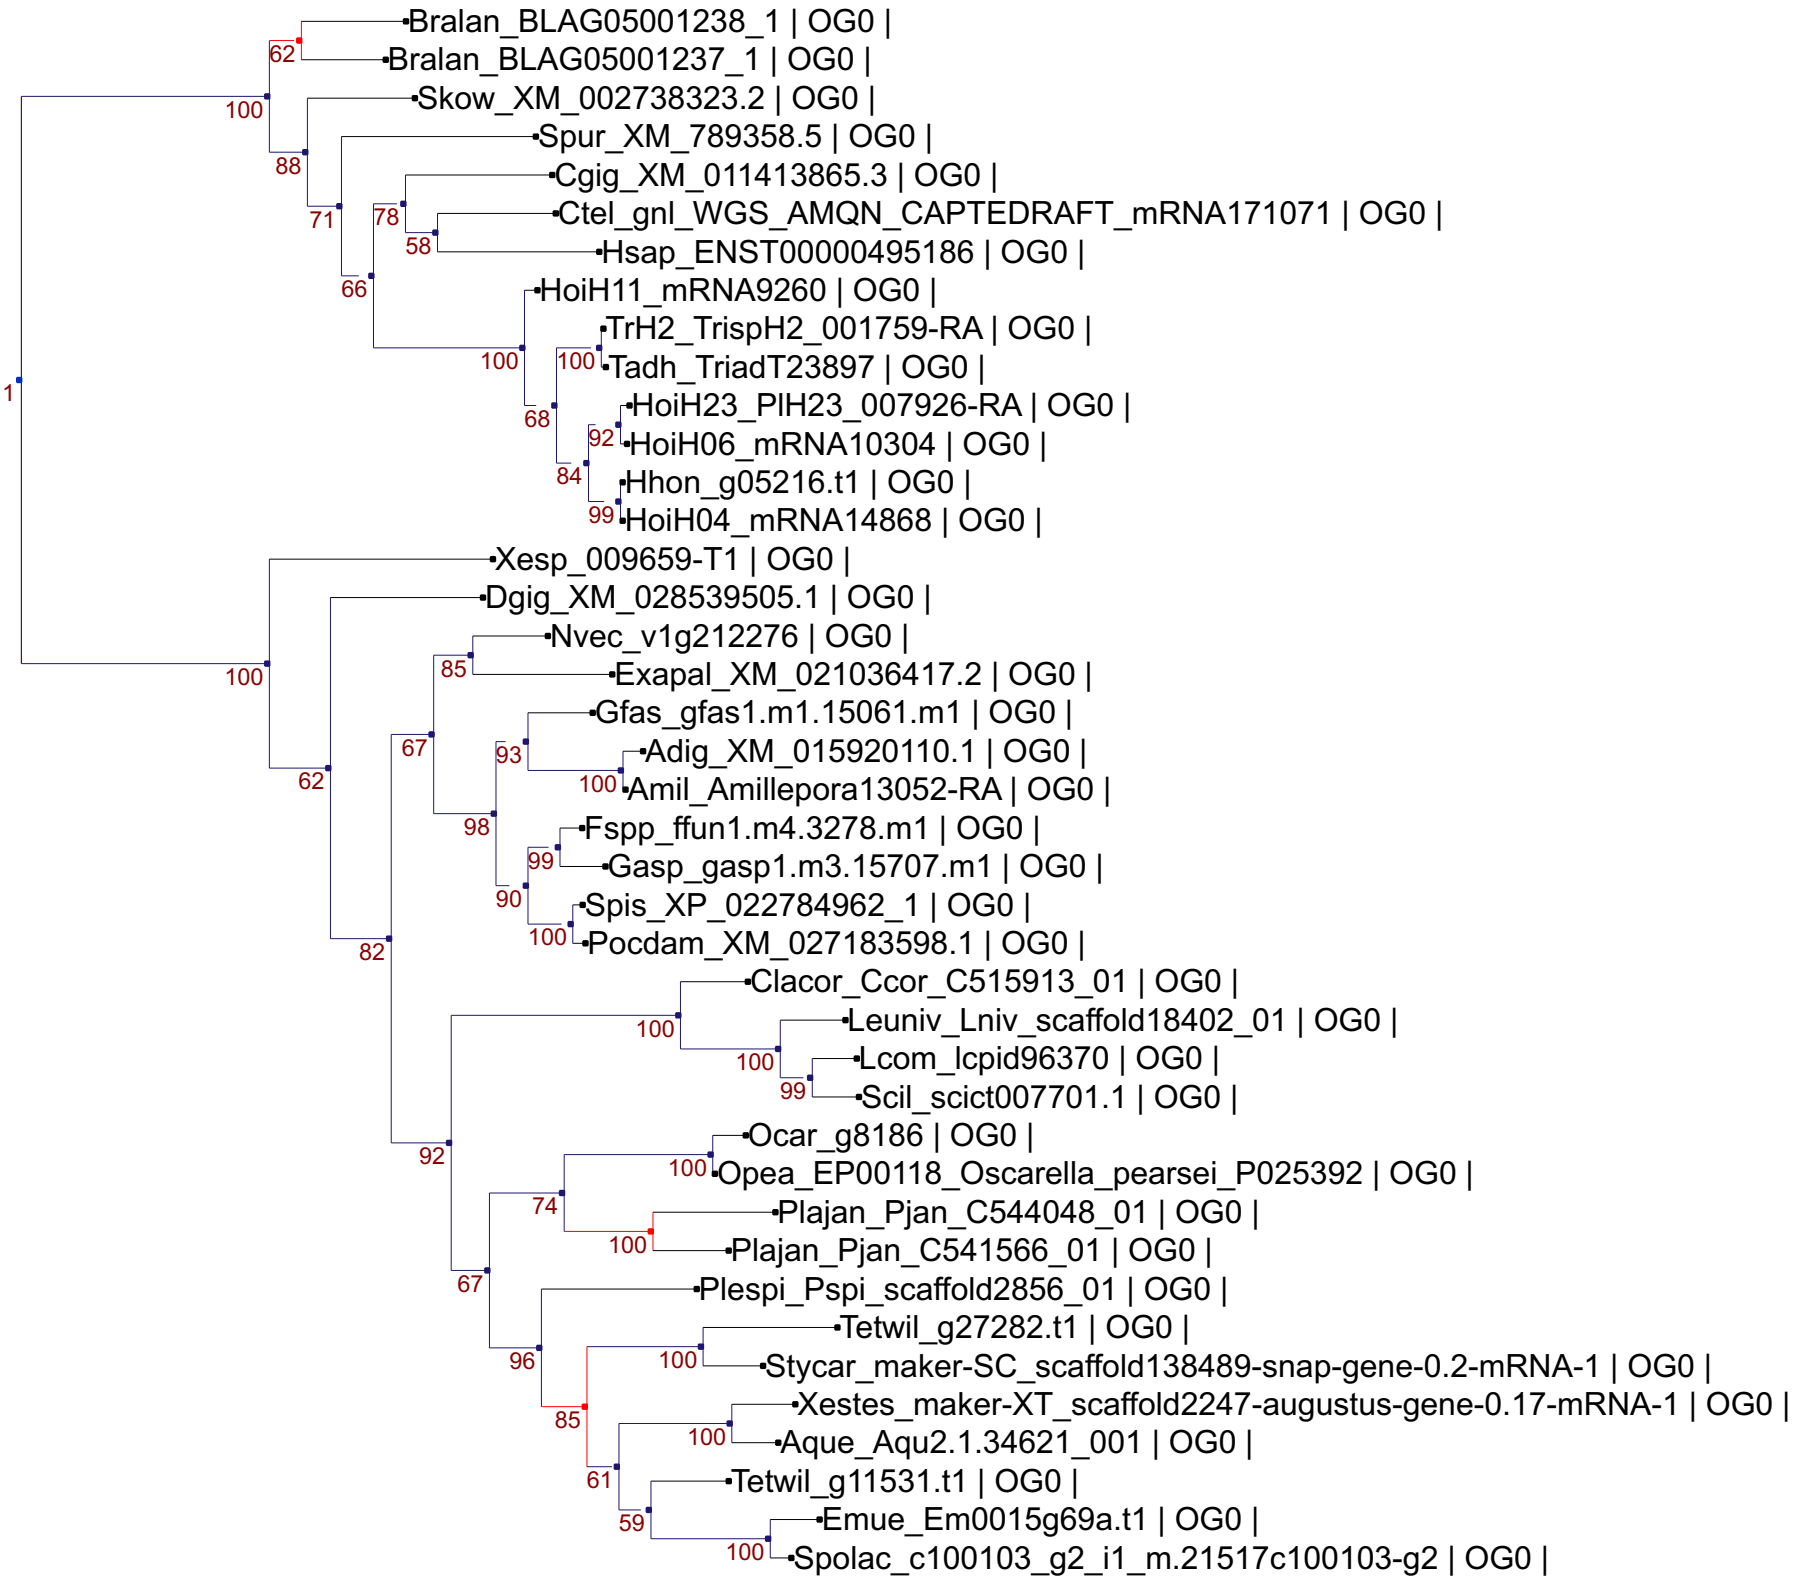 Bralan_BLAG05001238_1 | OG0 |
62
Bralan_BLAG05001237_1 | OG0 |
Skow_XM_002738323.2 | OG0 |
100
Spur_XM_789358.5 | OG0 |
88
Cgig_XM_011413865.3 | OG0 |
71
78
Ctel_gnl_WGS_AMQN_CAPTEDRAFT_mRNA171071 | OG0 |
58
Hsap_ENST00000495186 | OG0 |
66
HoiH11_mRNA9260 | OG0 |
TrH2_TrispH2_001759-RA | OG0 |
100
100
Tadh_TriadT23897 | OG0 |
1
HoiH23_PlH23_007926-RA | OG0 |
68
92
HoiH06_mRNA10304 | OG0 |
84
Hhon_g05216.t1 | OG0 |
99
HoiH04_mRNA14868 | OG0 |
Xesp_009659-T1 | OG0 |
Dgig_XM_028539505.1 | OG0 |
Nvec_v1g212276 | OG0 |
85
100
Exapal_XM_021036417.2 | OG0 |
Gfas_gfas1.m1.15061.m1 | OG0 |
67
93
Adig_XM_015920110.1 | OG0 |
62
100
Amil_Amillepora13052-RA | OG0 |
98
Fspp_ffun1.m4.3278.m1 | OG0 |
99
Gasp_gasp1.m3.15707.m1 | OG0 |
90
Spis_XP_022784962_1 | OG0 |
100
Pocdam_XM_027183598.1 | OG0 |
82
Clacor_Ccor_C515913_01 | OG0 |
100
Leuniv_Lniv_scaffold18402_01 | OG0 |
100
Lcom_lcpid96370 | OG0 |
99
Scil_scict007701.1 | OG0 |
Ocar_g8186 | OG0 |
92
100
Opea_EP00118_Oscarella_pearsei_P025392 | OG0 |
74
Plajan_Pjan_C544048_01 | OG0 |
100
Plajan_Pjan_C541566_01 | OG0 |
67
Plespi_Pspi_scaffold2856_01 | OG0 |
Tetwil_g27282.t1 | OG0 |
96
100
Stycar_maker-SC_scaffold138489-snap-gene-0.2-mRNA-1 | OG0 |
Xestes_maker-XT_scaffold2247-augustus-gene-0.17-mRNA-1 | OG0 |
85
100
Aque_Aqu2.1.34621_001 | OG0 |
61
Tetwil_g11531.t1 | OG0 |
59
Emue_Em0015g69a.t1 | OG0 |
100
Spolac_c100103_g2_i1_m.21517c100103-g2 | OG0 |